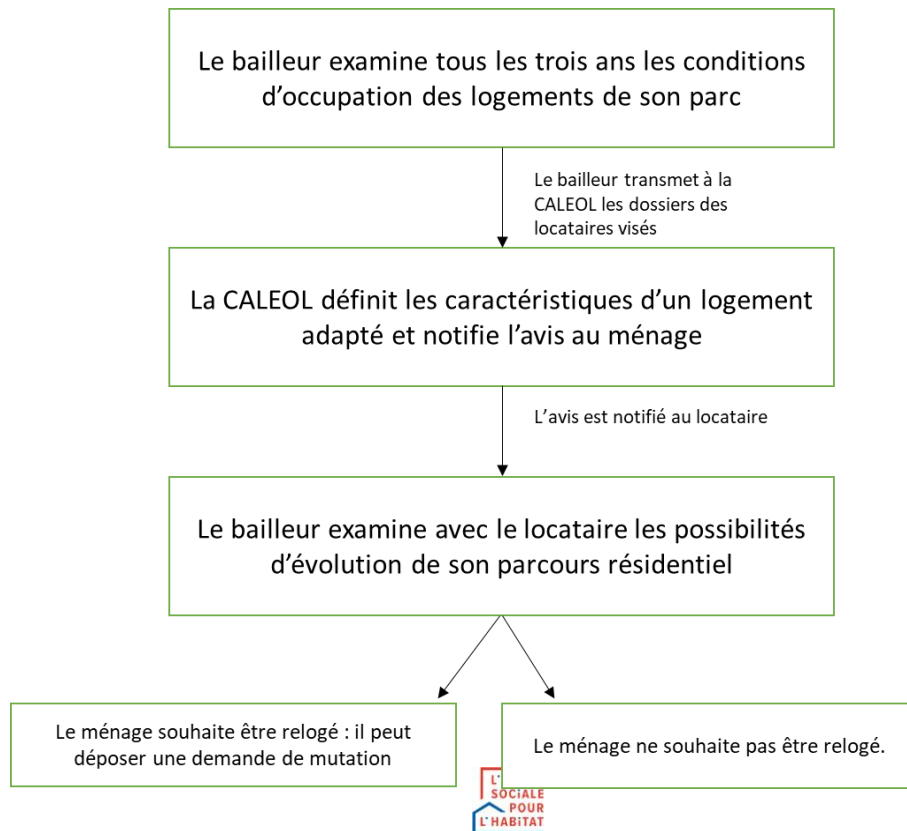 Le bailleur examine tous les trois ans les conditions
d’occupation des logements de son parc
Le bailleur transmet à la
CALEOL les dossiers des
locataires visés
La CALEOL définit les caractéristiques d’un logement
adapté et notifie l’avis au ménage
L’avis est notifié au locataire
Le bailleur examine avec le locataire les possibilités
d’évolution de son parcours résidentiel
Le ménage souhaite être relogé : il peut
déposer une demande de mutation
Le ménage ne souhaite pas être relogé.
SOCIALE
POUR
L'HABITAT